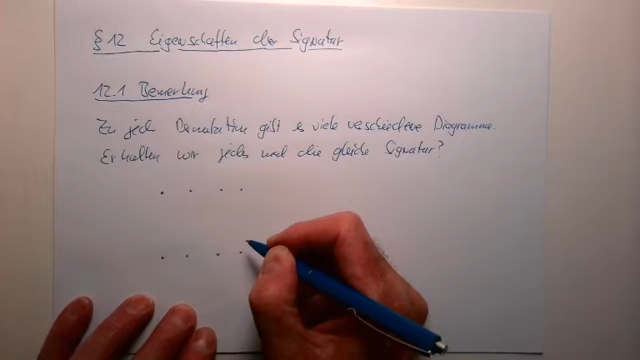 § 12 Eigenschaften der Signatur
12.1 Bemerkung
Zu jeder Permutation gibt es viele verschiedene Diagramme.
Erhalten wir jedes mal die gleiche Signatur?